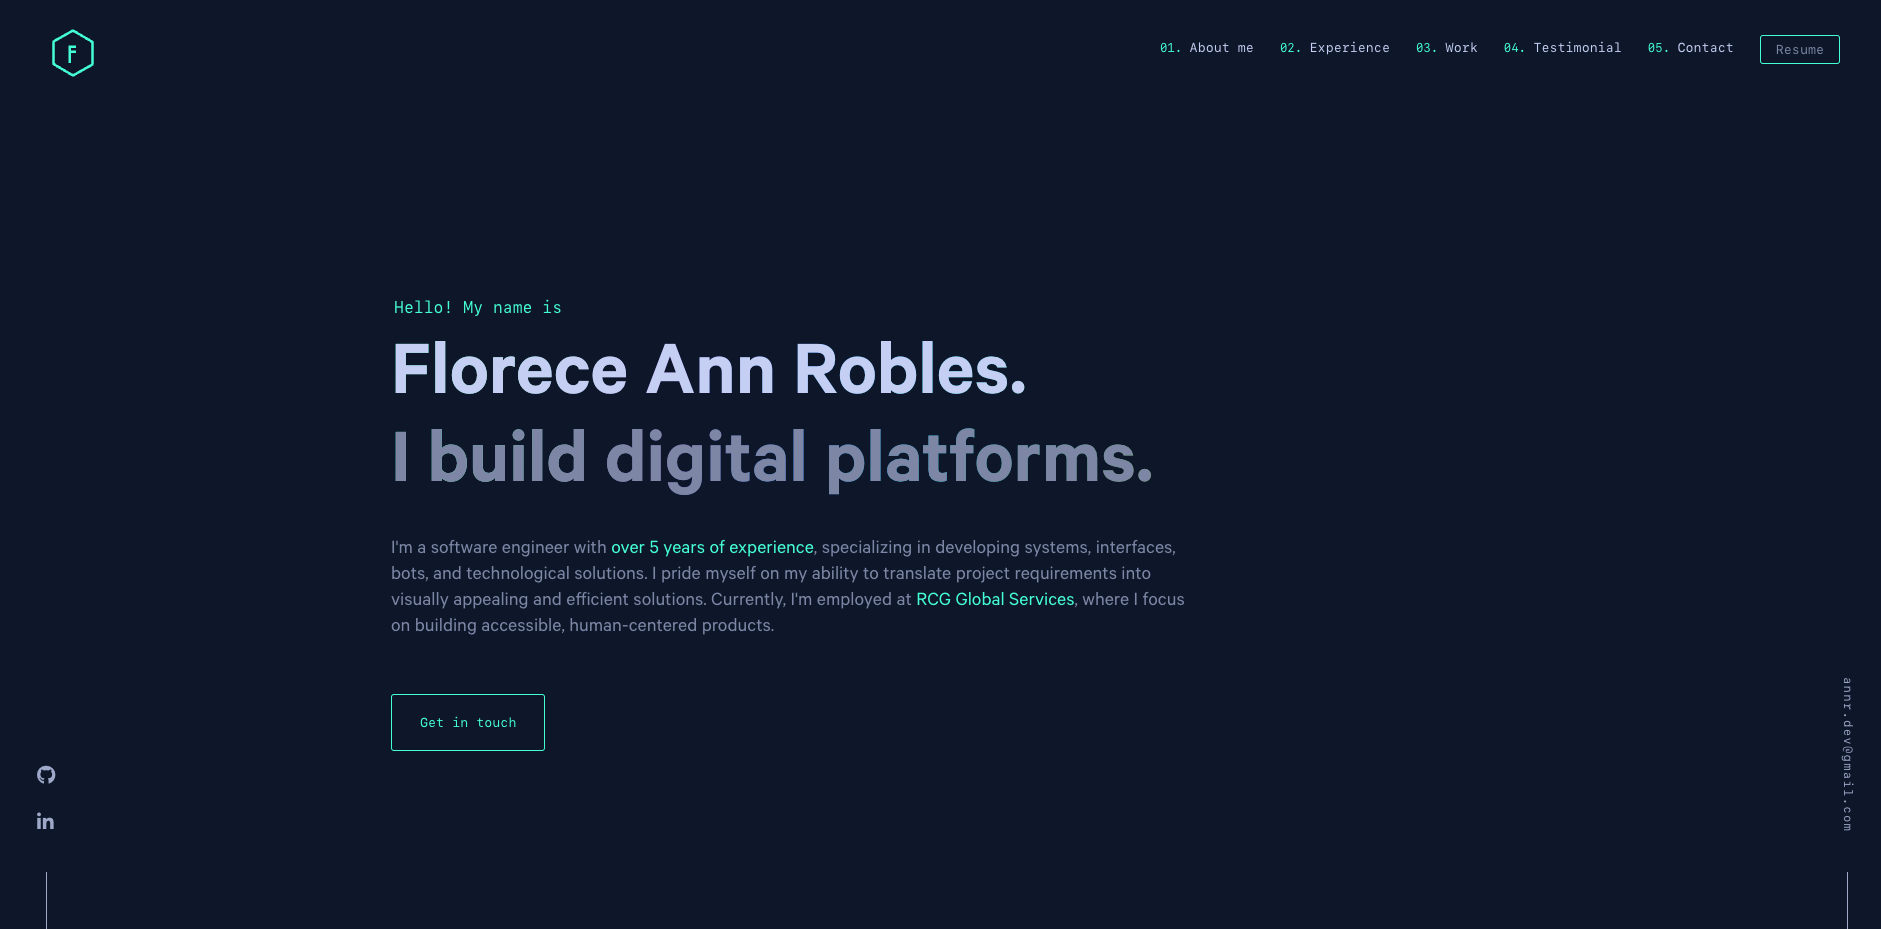 F
01. About me 02. Experience 03. Work 04. Testimonial 05. Contact Resume
Hello! My name is
Florece Ann Robles.
I build digital platforms.
I'm a software engineer with over 5 years of experience, specializing in developing systems, interfaces,
bots, and technological solutions. I pride myself on my ability to translate project requirements into
visually appealing and efficient solutions. Currently, I'm employed at RCG Global Services, where I focus
on building accessible, human-centered products.
Get in touch
in
annr.dev@gmail.com